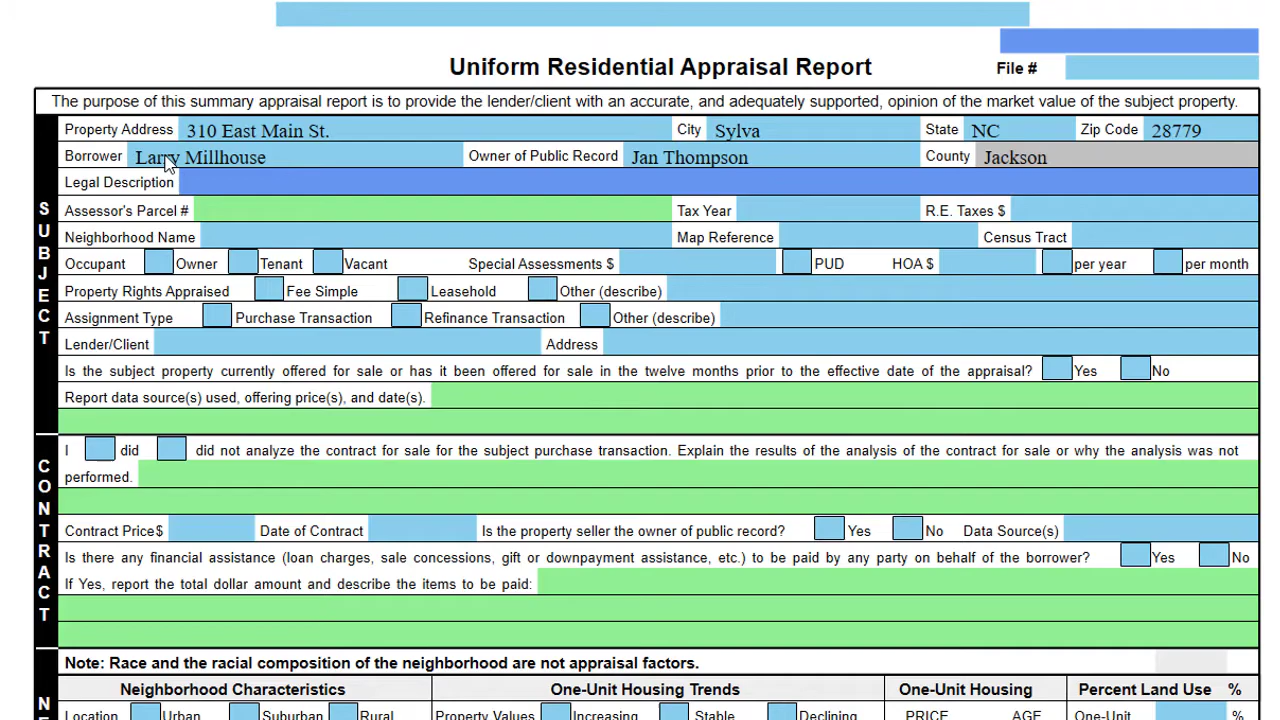 Uniform Residential Appraisal Report
File #
The purpose of this summary appraisal report is to provide the lender/client with an accurate, and adequately supported, opinion of the market value of the subject property.
SUBJECT
Property Address 310 East Main St. City Sylva State NC Zip Code 28779
Borrower Larry Millhouse Owner of Public Record Jan Thompson County Jackson
Legal Description
Assessor's Parcel # Tax Year R.E. Taxes $
Neighborhood Name Map Reference Census Tract
Occupant Owner Tenant Vacant Special Assessments $ PUD HOA $ per year per month
Property Rights Appraised Fee Simple Leasehold Other (describe)
Assignment Type Purchase Transaction Refinance Transaction Other (describe)
Lender/Client Address
Is the subject property currently offered for sale or has it been offered for sale in the twelve months prior to the effective date of the appraisal? Yes No
Report data source(s) used, offering price(s), and date(s).
CONTRACT
I did did not analyze the contract for sale for the subject purchase transaction. Explain the results of the analysis of the contract for sale or why the analysis was not
performed.
Contract Price $ Date of Contract Is the property seller the owner of public record? Yes No Data Source(s)
Is there any financial assistance (loan charges, sale concessions, gift or downpayment assistance, etc.) to be paid by any party on behalf of the borrower? Yes No
If Yes, report the total dollar amount and describe the items to be paid:
Note: Race and the racial composition of the neighborhood are not appraisal factors.
N
Neighborhood Characteristics One-Unit Housing Trends One-Unit Housing Percent Land Use %
Location Urban Suburban Rural Property Values Increasing Stable Declining PRICE AGE One-Unit %